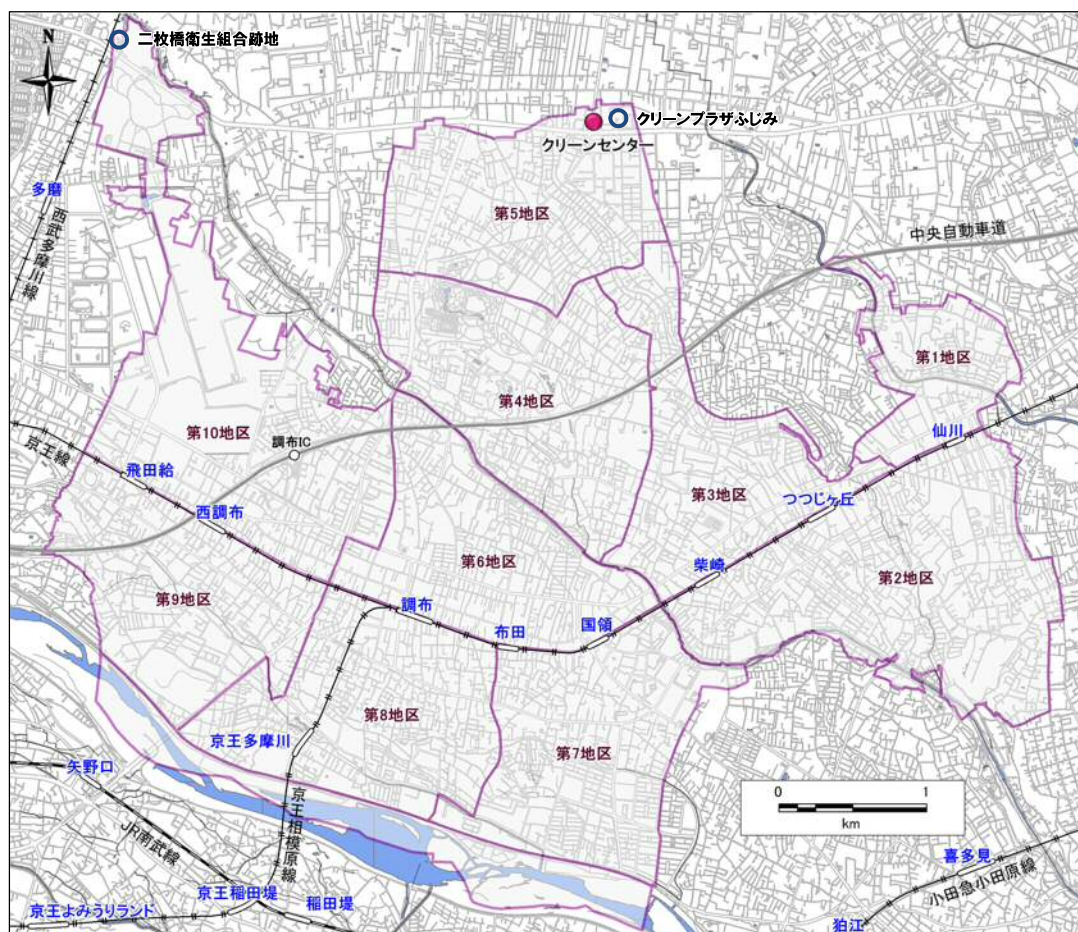 二枚橋衛生組合跡地
N
クリーンプラザふじみ
クリーンセンター
多磨
西武多摩川線
第5地区
中央自動車道
第1地区
第4地区
第10地区
調布IC
仙川
京王線
飛田給
第3地区
つつじヶ丘
西調布
第6地区
柴崎
第2地区
第9地区
調布
布田
国領
第8地区
京王多摩川
第7地区
矢野口
京王相模原線
0 1
km
JR南武線
喜多見
小田急小田原線
京王稲田堤
京王よみうりランド
稲田堤
狛江